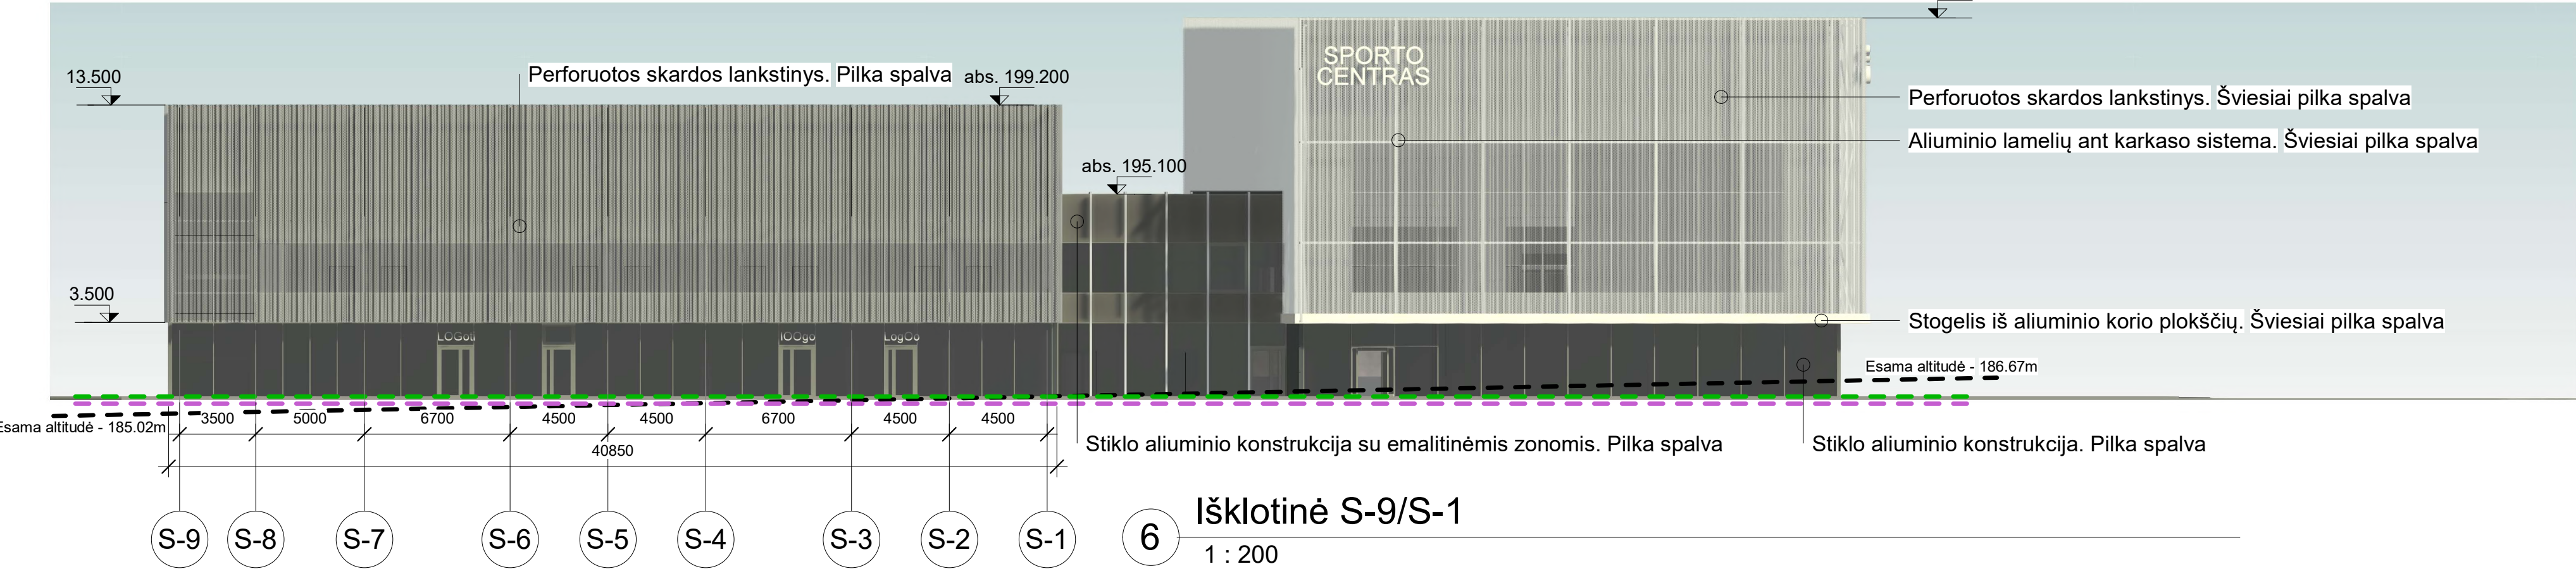 SPORTO
CENTRAS
13.500
Perforuotos skardos lankstinys. Pilka spalva
abs. 199.200
Perforuotos skardos lankstinys. Šviesiai pilka spalva
Aliuminio lamelių ant karkaso sistema. Šviesiai pilka spalva
abs. 195.100
3.500
Stogelis iš aliuminio korio plokščių. Šviesiai pilka spalva
LogOo
Esama altitudė - 186.67m
3500 5000 6700 4500 4500 6700 4500 4500
Esama altitudė - 185.02m
40850
Stiklo aliuminio konstrukcija su emalitinėmis zonomis. Pilka spalva
Stiklo aliuminio konstrukcija. Pilka spalva
S-9 S-8 S-7 S-6 S-5 S-4 S-3 S-2 S-1
6 Išklotinė S-9/S-1
1 : 200